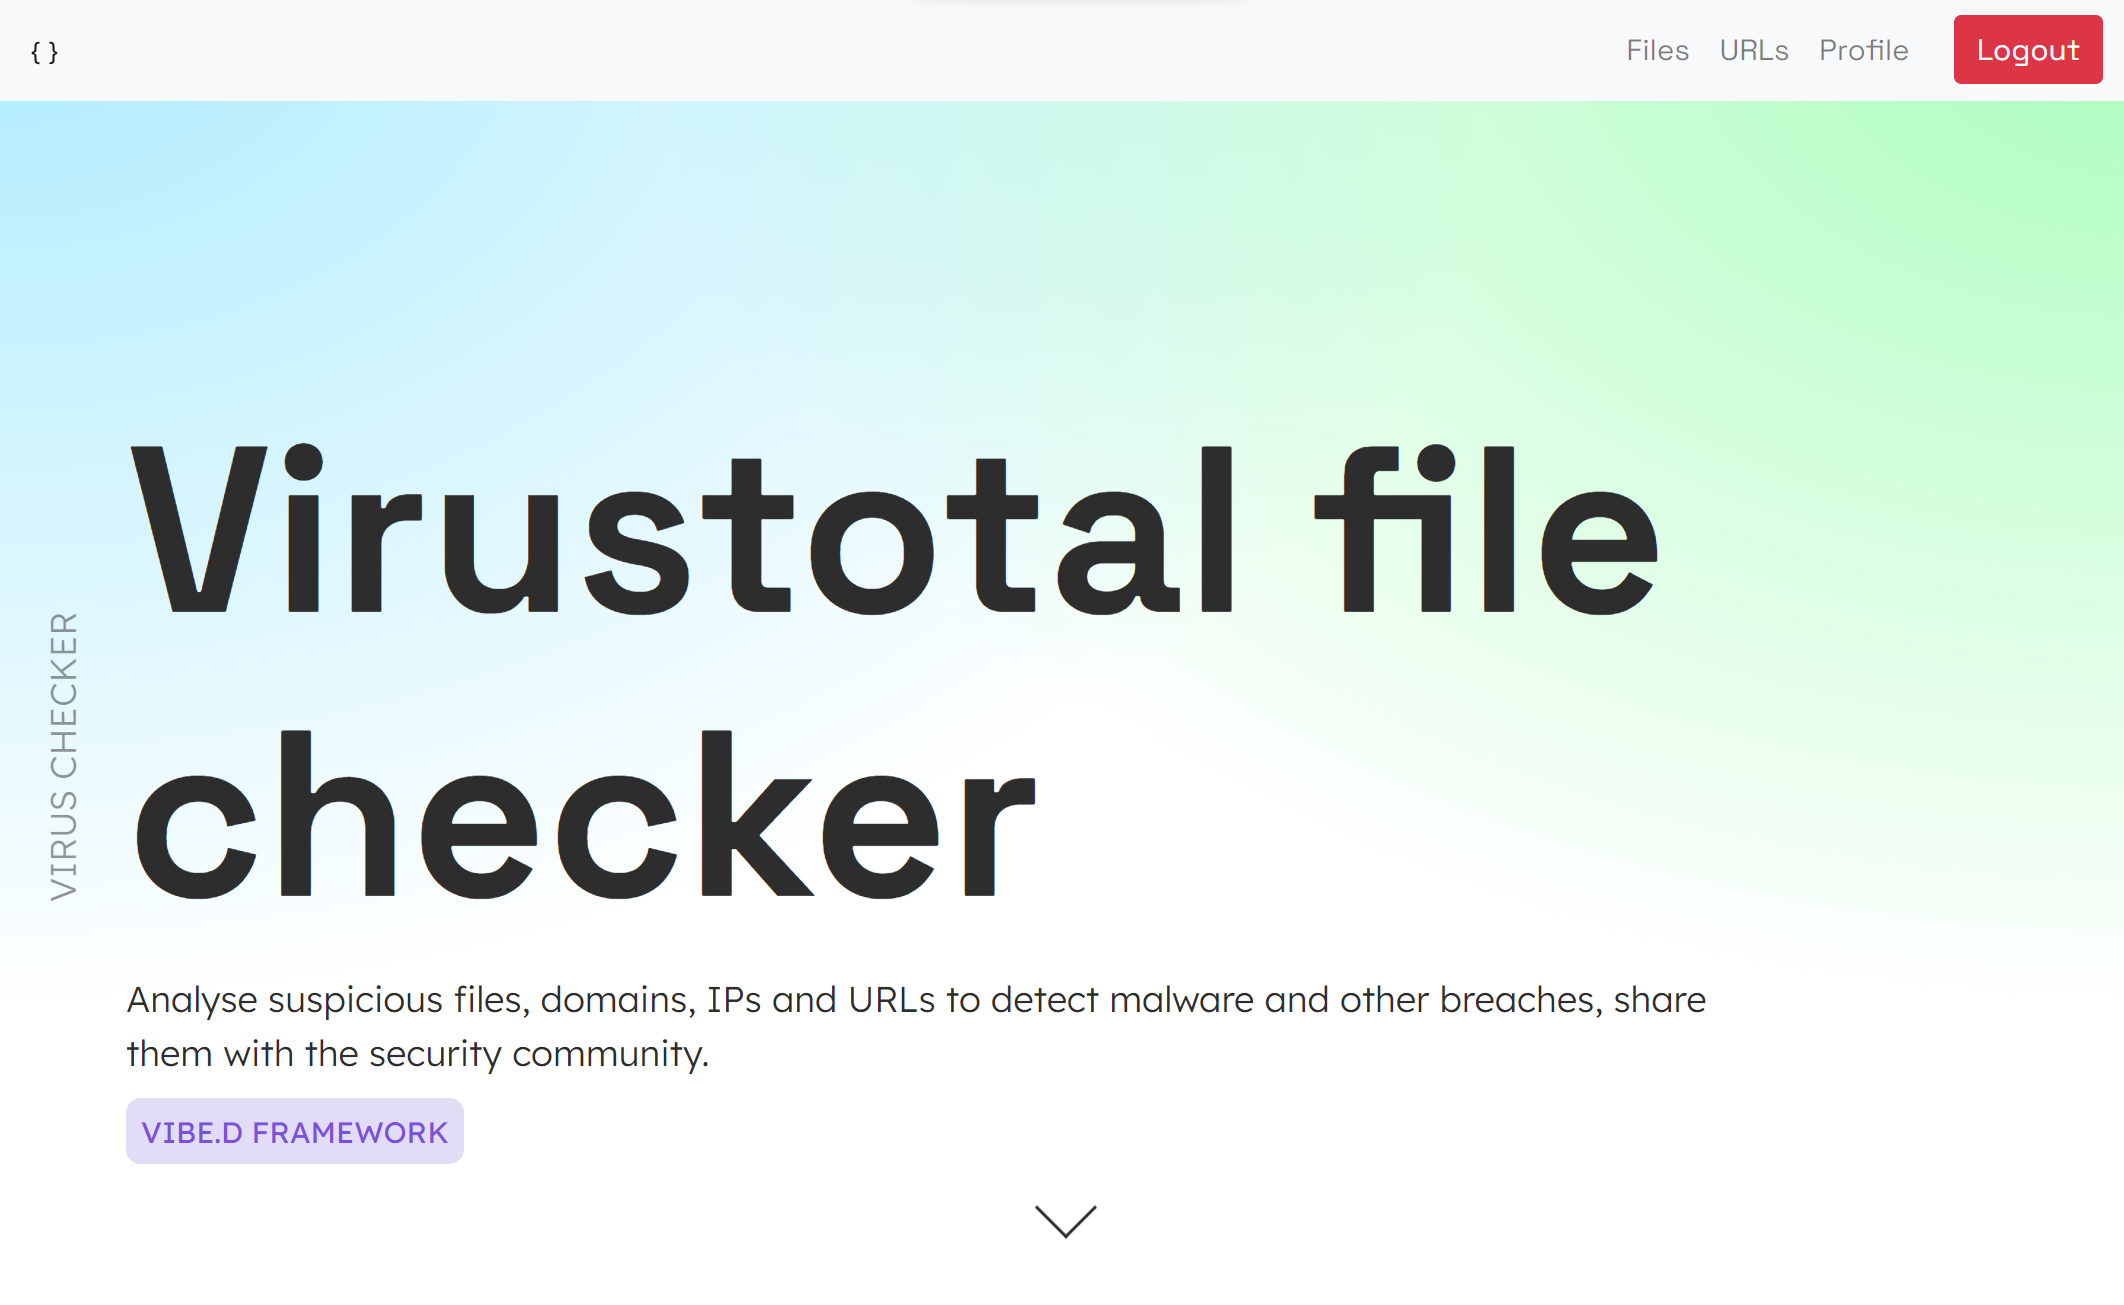 { }
Files
URLs
Profile
Logout
VIRUS CHECKER
Virustotal file
checker
Analyse suspicious files, domains, IPs and URLs to detect malware and other breaches, share
them with the security community.
VIBE.D FRAMEWORK